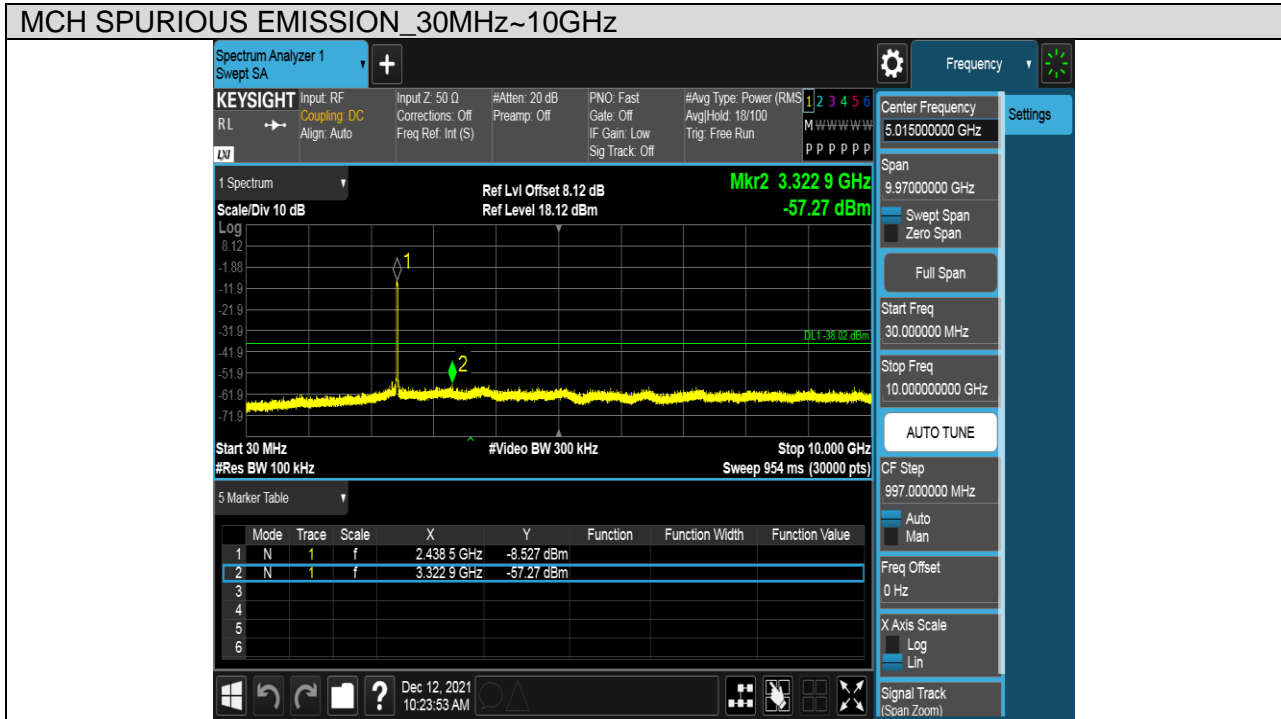 MCH SPURIOUS EMISSION_30MHz~10GHz
Spectrum Analyzer 1
Swept SA
+
Frequency
KEYSIGHT
RL
LXI
Input: RF
Coupling: DC
Align: Auto
Input Z: 50 Ω
Corrections: Off
Freq Ref: Int (S)
#Atten: 20 dB
Preamp: Off
PNO: Fast
Gate: Off
IF Gain: Low
Sig Track: Off
#Avg Type: Power (RMS
Avg|Hold: 18/100
Trig: Free Run
1 2 3 4 5 6
M W W W W W
P P P P P P
1 Spectrum
Scale/Div 10 dB
Ref Lvl Offset 8.12 dB
Ref Level 18.12 dBm
Mkr2 3.322 9 GHz
-57.27 dBm
Log
8.12
-1.88
-11.9
-21.9
-31.9
-41.9
-51.9
-61.9
-71.9
1
2
DL1 -38.02 dBm
Start 30 MHz
#Video BW 300 kHz
Stop 10.000 GHz
#Res BW 100 kHz
Sweep 954 ms (30000 pts)
5 Marker Table
Mode Trace Scale X Y Function Function Width Function Value
1 N 1 f 2.438 5 GHz -8.527 dBm
2 N 1 f 3.322 9 GHz -57.27 dBm
3
4
5
6
?
Dec 12, 2021
10:23:53 AM
Center Frequency
5.015000000 GHz
Settings
Span
9.97000000 GHz
Swept Span
Zero Span
Full Span
Start Freq
30.000000 MHz
Stop Freq
10.000000000 GHz
AUTO TUNE
CF Step
997.000000 MHz
Auto
Man
Freq Offset
0 Hz
X Axis Scale
Log
Lin
Signal Track
(Span Zoom)